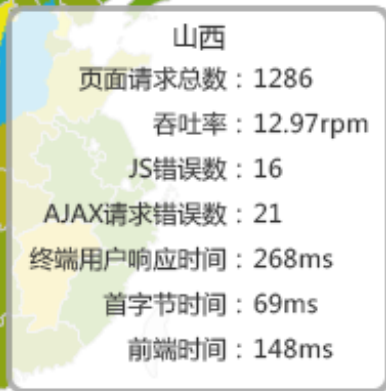 山西
页面请求总数：1286
吞吐率：12.97rpm
JS错误数：16
AJAX请求错误数：21
终端用户响应时间：268ms
首字节时间：69ms
前端时间：148ms